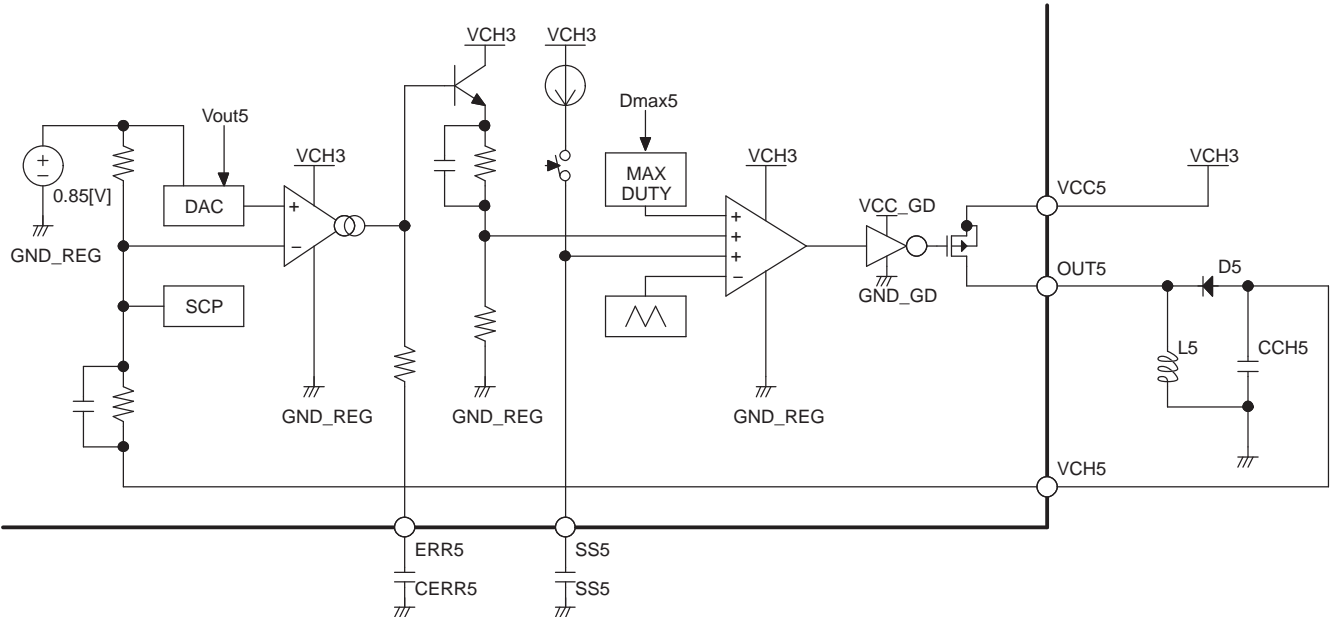 VCH3
VCH3
Vout5
Dmax5
VCH3
VCH3
VCH3
+
−
0.85[V]
DAC
+
−
MAX
DUTY
VCC_GD
VCC5
+
+
+
−
GND_REG
GND_GD
OUT5
D5
SCP
L5
CCH5
GND_REG
GND_REG
GND_REG
VCH5
ERR5
SS5
CERR5
SS5